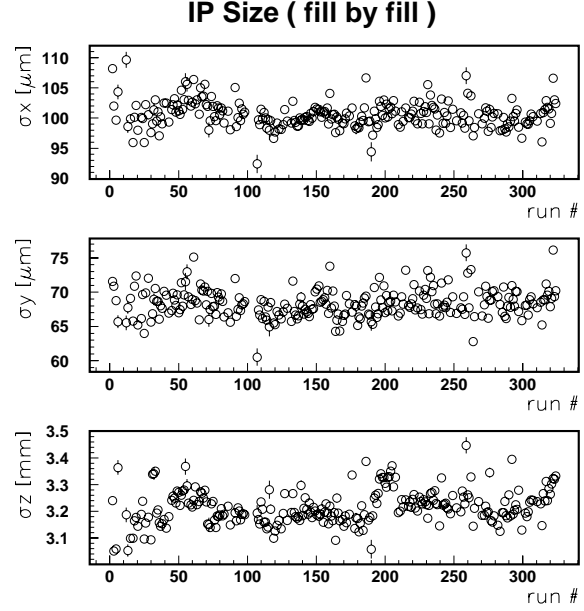 IP Size ( fill by fill )
σx [μm]
110
105
100
95
90
0 50 100 150 200 250 300
run #
σy [μm]
75
70
65
60
0 50 100 150 200 250 300
run #
σz [mm]
3.5
3.4
3.3
3.2
3.1
0 50 100 150 200 250 300
run #